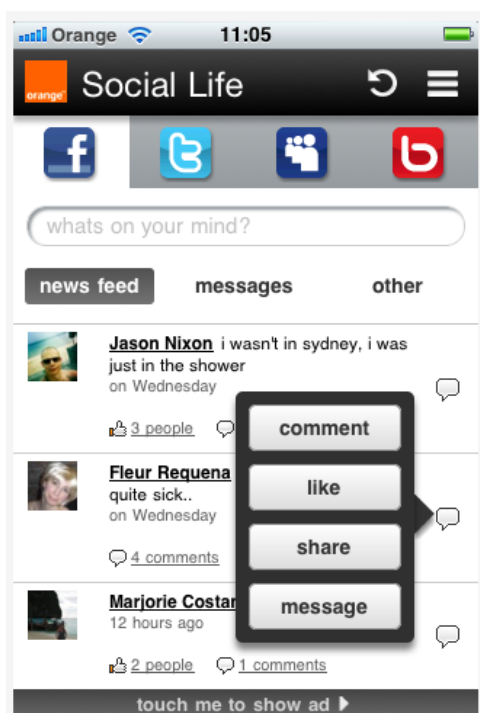 Orange 11:05
orange Social Life
whats on your mind?
news feed messages other
Jason Nixon i wasn't in sydney, i was
just in the shower
on Wednesday
3 people
comment
Fleur Requena
quite sick..
like
on Wednesday
share
4 comments
Marjorie Costan
message
12 hours ago
2 people 1 comments
touch me to show ad